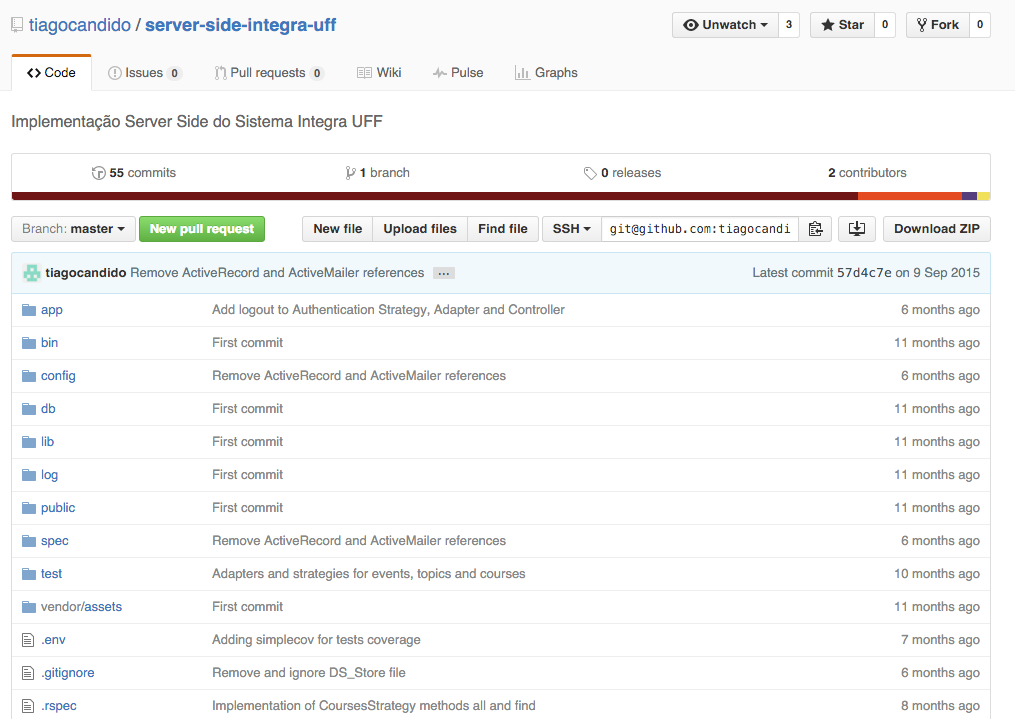 tiagocandido / server-side-integra-uff Unwatch 3 Star 0 Fork 0
Code Issues 0 Pull requests 0 Wiki Pulse Graphs
Implementação Server Side do Sistema Integra UFF
55 commits 1 branch 0 releases 2 contributors
Branch: master New pull request New file Upload files Find file SSH git@github.com:tiagocandi Download ZIP
tiagocandido Remove ActiveRecord and ActiveMailer references … Latest commit 57d4c7e on 9 Sep 2015
app Add logout to Authentication Strategy, Adapter and Controller 6 months ago
bin First commit 11 months ago
config Remove ActiveRecord and ActiveMailer references 6 months ago
db First commit 11 months ago
lib First commit 11 months ago
log First commit 11 months ago
public First commit 11 months ago
spec Remove ActiveRecord and ActiveMailer references 6 months ago
test Adapters and strategies for events, topics and courses 10 months ago
vendor/assets First commit 11 months ago
.env Adding simplecov for tests coverage 7 months ago
.gitignore Remove and ignore DS_Store file 6 months ago
.rspec Implementation of CoursesStrategy methods all and find 8 months ago